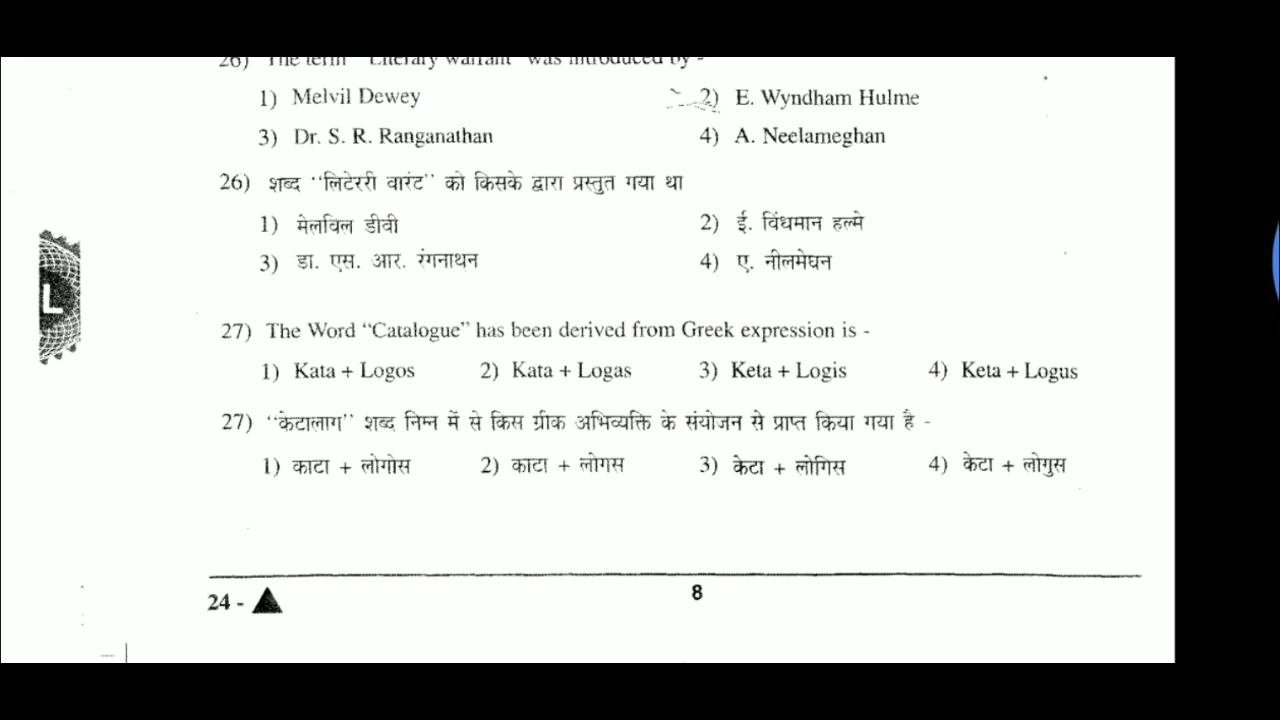 26) The term "Literary warrant" was introduced by -
1) Melvil Dewey 2) E. Wyndham Hulme
3) Dr. S. R. Ranganathan 4) A. Neelameghan
26) शब्द "लिटेररी वारंट" को किसके द्वारा प्रस्तुत गया था
1) मेलविल डीवी 2) ई. विंधमान हल्मे
3) डा. एस. आर. रंगनाथन 4) ए. नीलमेघन
L
27) The Word "Catalogue" has been derived from Greek expression is -
1) Kata + Logos 2) Kata + Logas 3) Keta + Logis 4) Keta + Logus
27) "केटालाग" शब्द निम्न में से किस ग्रीक अभिव्यक्ति के संयोजन से प्राप्त किया गया है -
1) काटा + लोगोस 2) काटा + लोगस 3) केटा + लोगिस 4) केटा + लोगुस
24 - 8